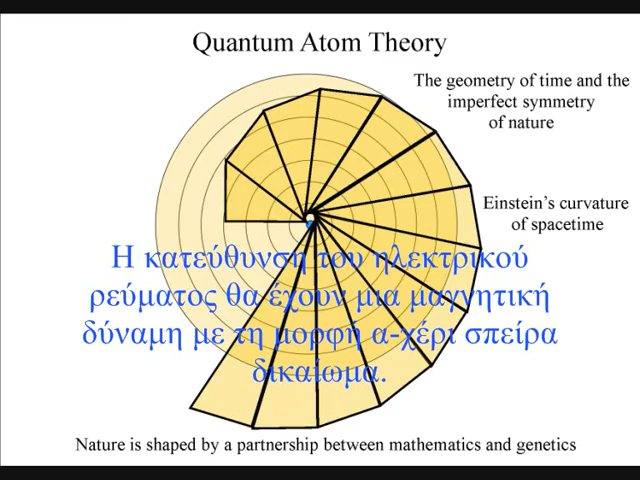 Quantum Atom Theory
The geometry of time and the
imperfect symmetry
of nature
Einstein's curvature
of spacetime
Η κατεύθυνση του ηλεκτρικού
ρεύματος θα έχουν μια μαγνητική
δύναμη με τη μορφή α-χέρι σπείρα
δικαίωμα.
Nature is shaped by a partnership between mathematics and genetics